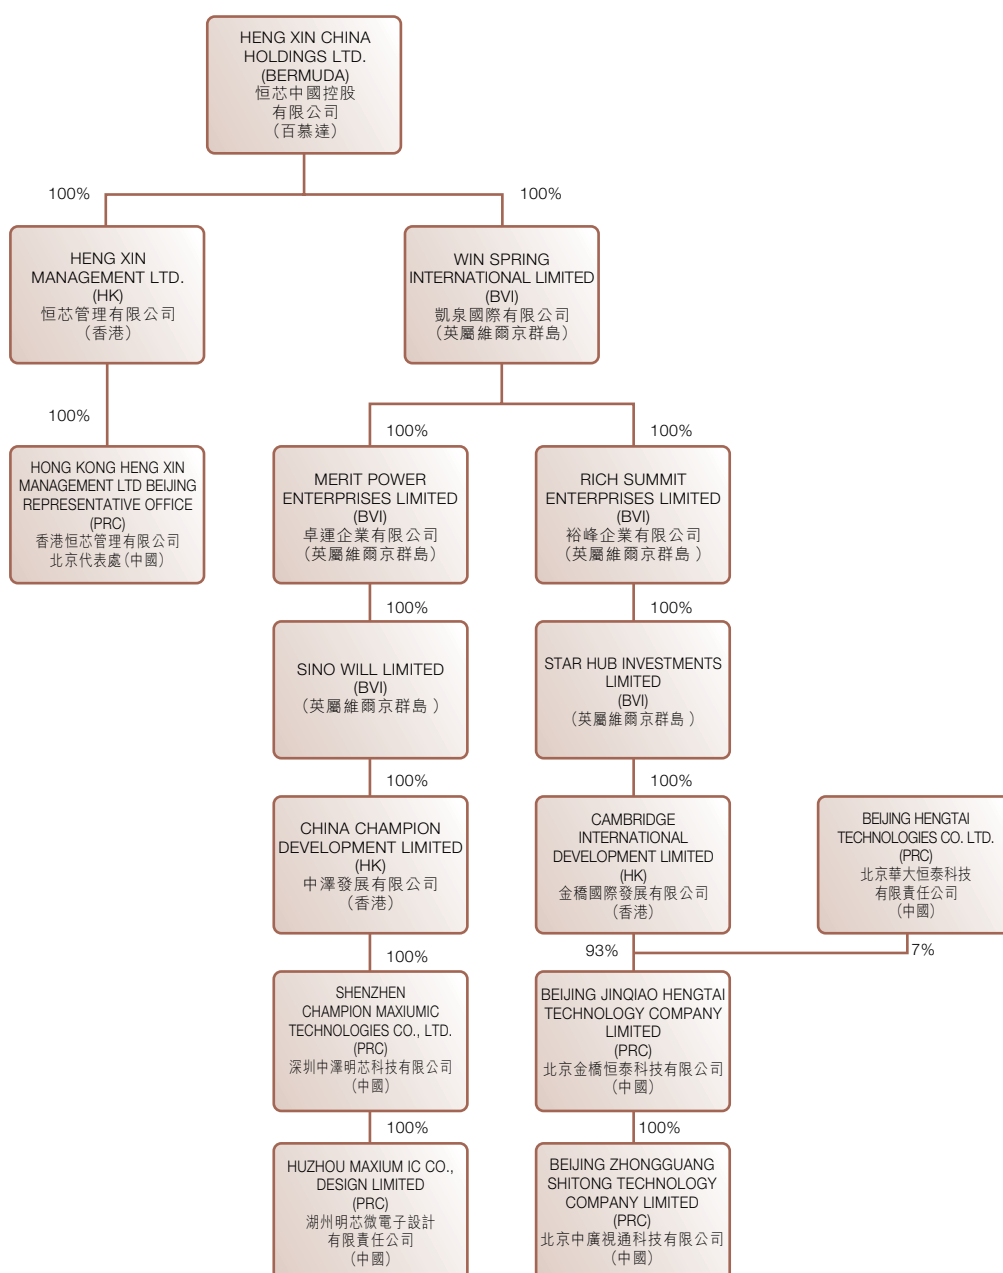 HENG XIN CHINA
HOLDINGS LTD.
(BERMUDA)
恒芯中國控股
有限公司
（百慕達）
100%
100%
HENG XIN
MANAGEMENT LTD.
(HK)
恒芯管理有限公司
（香港）
WIN SPRING
INTERNATIONAL LIMITED
(BVI)
凱泉國際有限公司
（英屬維爾京群島）
100%
100%
100%
HONG KONG HENG XIN
MANAGEMENT LTD BEIJING
REPRESENTATIVE OFFICE
(PRC)
香港恒芯管理有限公司
北京代表處（中國）
MERIT POWER
ENTERPRISES LIMITED
(BVI)
卓運企業有限公司
（英屬維爾京群島）
RICH SUMMIT
ENTERPRISES LIMITED
(BVI)
裕峰企業有限公司
（英屬維爾京群島 ）
100%
100%
SINO WILL LIMITED
(BVI)
（英屬維爾京群島 ）
STAR HUB INVESTMENTS
LIMITED
(BVI)
（英屬維爾京群島 ）
100%
100%
CHINA CHAMPION
DEVELOPMENT LIMITED
(HK)
中澤發展有限公司
（香港）
CAMBRIDGE
INTERNATIONAL
DEVELOPMENT LIMITED
(HK)
金橋國際發展有限公司
（香港）
BEIJING HENGTAI
TECHNOLOGIES CO. LTD.
(PRC)
北京華大恒泰科技
有限責任公司
（中國）
100%
93%
7%
SHENZHEN
CHAMPION MAXIUMIC
TECHNOLOGIES CO., LTD.
(PRC)
深圳中澤明芯科技有限公司
（中國）
BEIJING JINQIAO HENGTAI
TECHNOLOGY COMPANY
LIMITED
(PRC)
北京金橋恒泰科技有限公司
（中國）
100%
100%
HUZHOU MAXIUM IC CO.,
DESIGN LIMITED
(PRC)
湖州明芯微電子設計
有限責任公司
（中國）
BEIJING ZHONGGUANG
SHITONG TECHNOLOGY
COMPANY LIMITED
(PRC)
北京中廣視通科技有限公司
（中國）